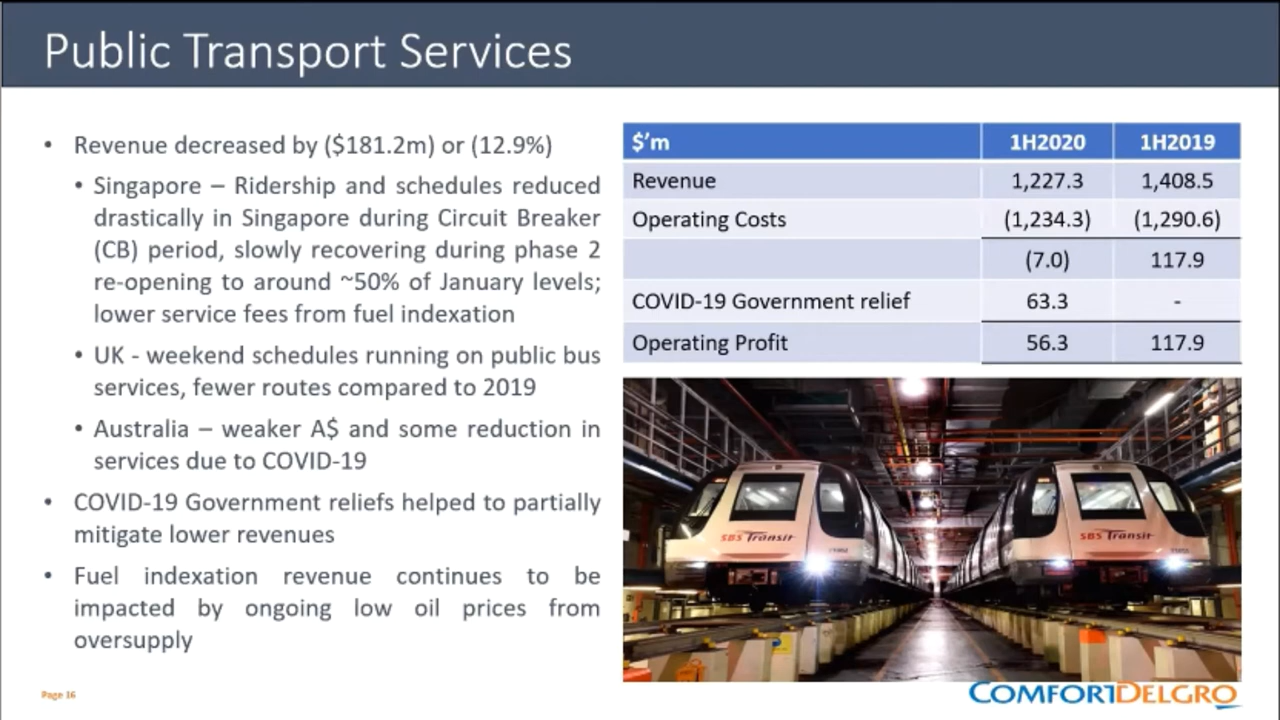 Public Transport Services
• Revenue decreased by ($181.2m) or (12.9%)
• Singapore – Ridership and schedules reduced
drastically in Singapore during Circuit Breaker
(CB) period, slowly recovering during phase 2
re-opening to around ~50% of January levels;
lower service fees from fuel indexation
• UK - weekend schedules running on public bus
services, fewer routes compared to 2019
• Australia – weaker A$ and some reduction in
services due to COVID-19
• COVID-19 Government reliefs helped to partially
mitigate lower revenues
• Fuel indexation revenue continues to be
impacted by ongoing low oil prices from
oversupply
$'m 1H2020 1H2019
Revenue 1,227.3 1,408.5
Operating Costs (1,234.3) (1,290.6)
(7.0) 117.9
COVID-19 Government relief 63.3 -
Operating Profit 56.3 117.9
SBS Transit
SBS Transit
Page 16
COMFORTDELGRO